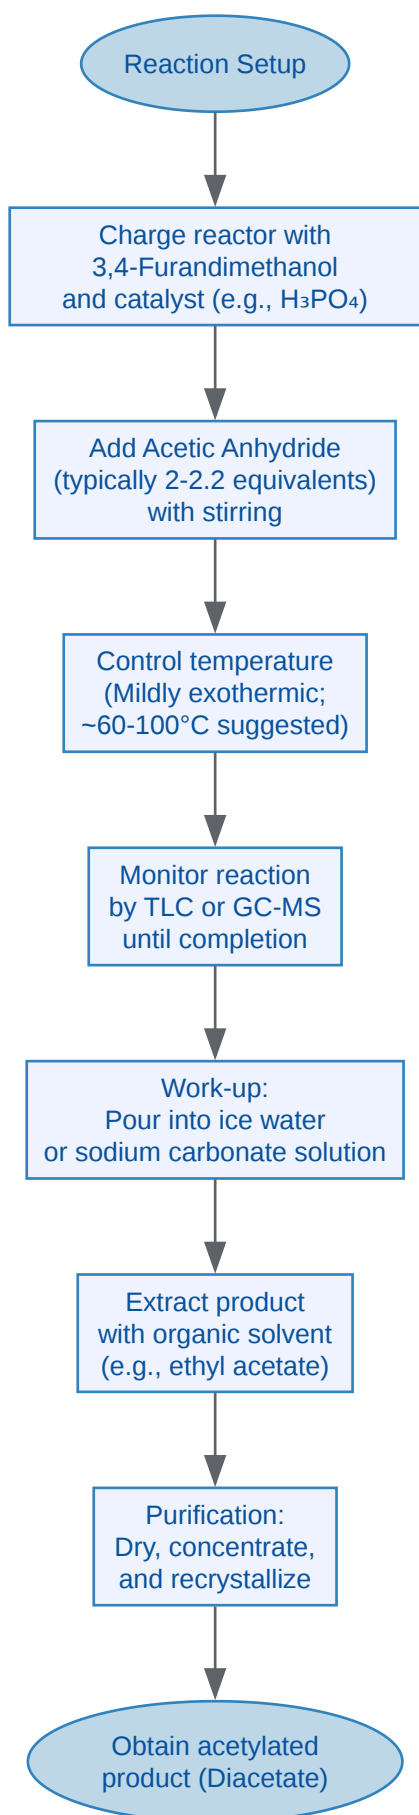 Reaction Setup
Charge reactor with
3,4-Furandimethanol
and catalyst (e.g., H₃PO₄)
Add Acetic Anhydride
(typically 2-2.2 equivalents)
with stirring
Control temperature
(Mildly exothermic;
~60-100°C suggested)
Monitor reaction
by TLC or GC-MS
until completion
Work-up:
Pour into ice water
or sodium carbonate solution
Extract product
with organic solvent
(e.g., ethyl acetate)
Purification:
Dry, concentrate,
and recrystallize
Obtain acetylated
product (Diacetate)